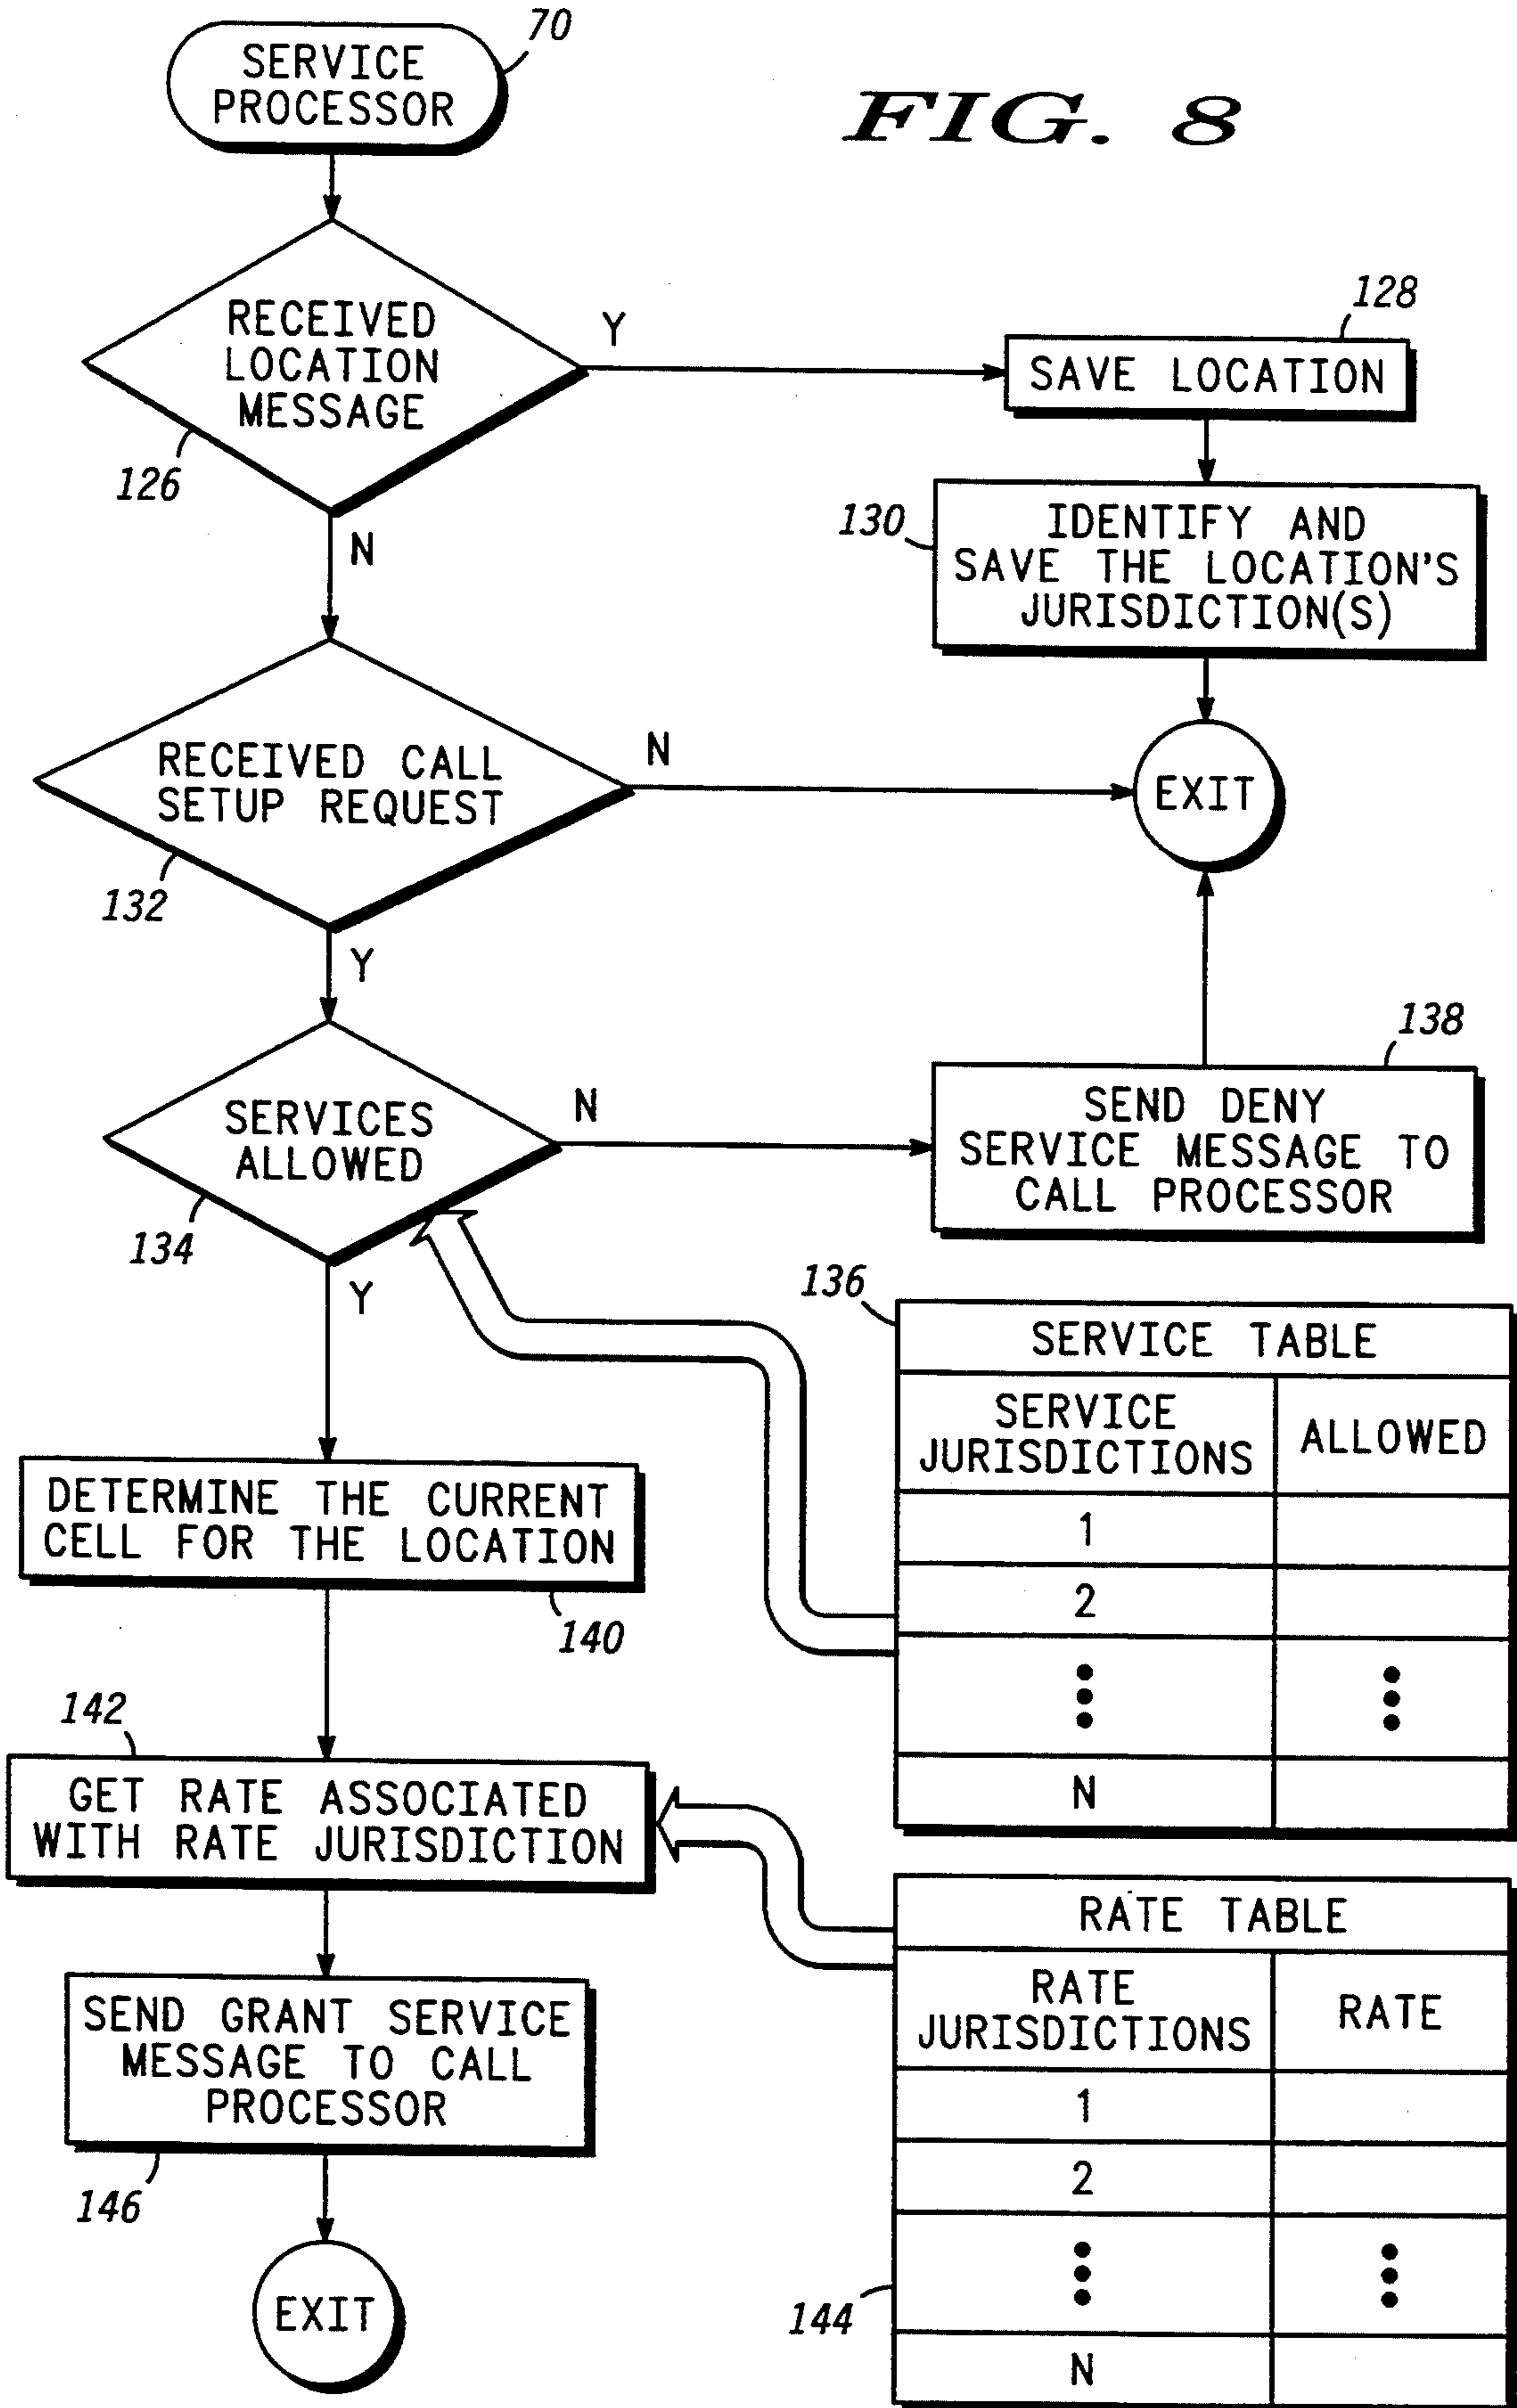 70
SERVICE
PROCESSOR
FIG. 8
RECEIVED
LOCATION
MESSAGE
Y
126
N
128
SAVE LOCATION
130
IDENTIFY AND
SAVE THE LOCATION'S
JURISDICTION(S)
RECEIVED CALL
SETUP REQUEST
N
132
Y
EXIT
SERVICES
ALLOWED
N
134
Y
138
SEND DENY
SERVICE MESSAGE TO
CALL PROCESSOR
136
SERVICE TABLE
SERVICE
JURISDICTIONS
ALLOWED
1
2
N
DETERMINE THE CURRENT
CELL FOR THE LOCATION
140
142
GET RATE ASSOCIATED
WITH RATE JURISDICTION
RATE TABLE
RATE
JURISDICTIONS
RATE
1
2
N
144
SEND GRANT SERVICE
MESSAGE TO CALL
PROCESSOR
146
EXIT